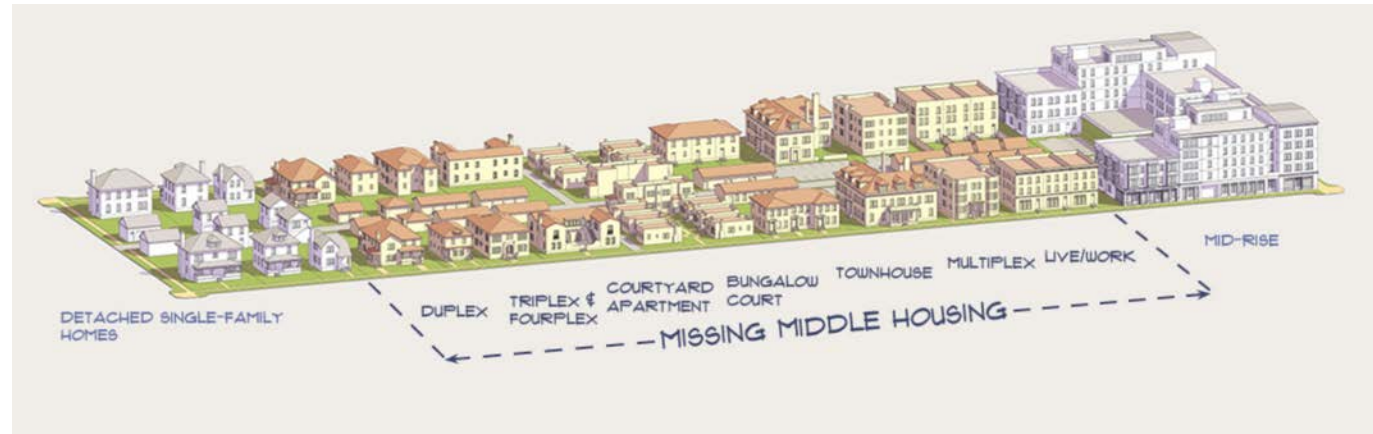 DETACHED SINGLE-FAMILY
HOMES
DUPLEX
TRIPLEX &
FOURPLEX
COURTYARD
APARTMENT
BUNGALOW
COURT
TOWNHOUSE
MULTIPLEX
LIVE/WORK
MID-RISE
MISSING MIDDLE HOUSING